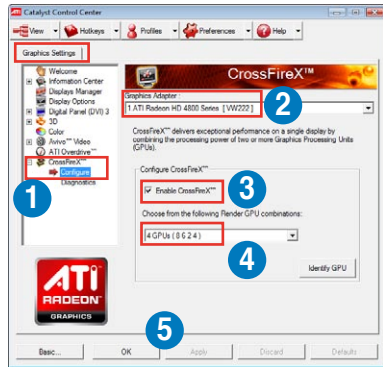 Catalyst Control Center
View Hotkeys Profiles Preferences Help
Graphics Settings
Welcome
Information Center
Displays Manager
Display Options
Digital Panel (DVI) 3
3D
Color
Avivo™ Video
ATI Overdrive™
CrossFireX™
Configure
Diagnostics
1
ATI
RADEON
GRAPHICS
CrossFireX™
Graphics Adapter :
1.ATI Radeon HD 4800 Series [ VW222 ]
2
CrossFireX™ delivers exceptional performance on a single display by
combining the processing power of two or more Graphics Processing Units
(GPUs).
Configure CrossFireX™
Enable CrossFireX™
3
Choose from the following Render GPU combinations:
4 GPUs ( 8 6 2 4 )
4
Identify GPU
5
Basic... OK Apply Discard Defaults